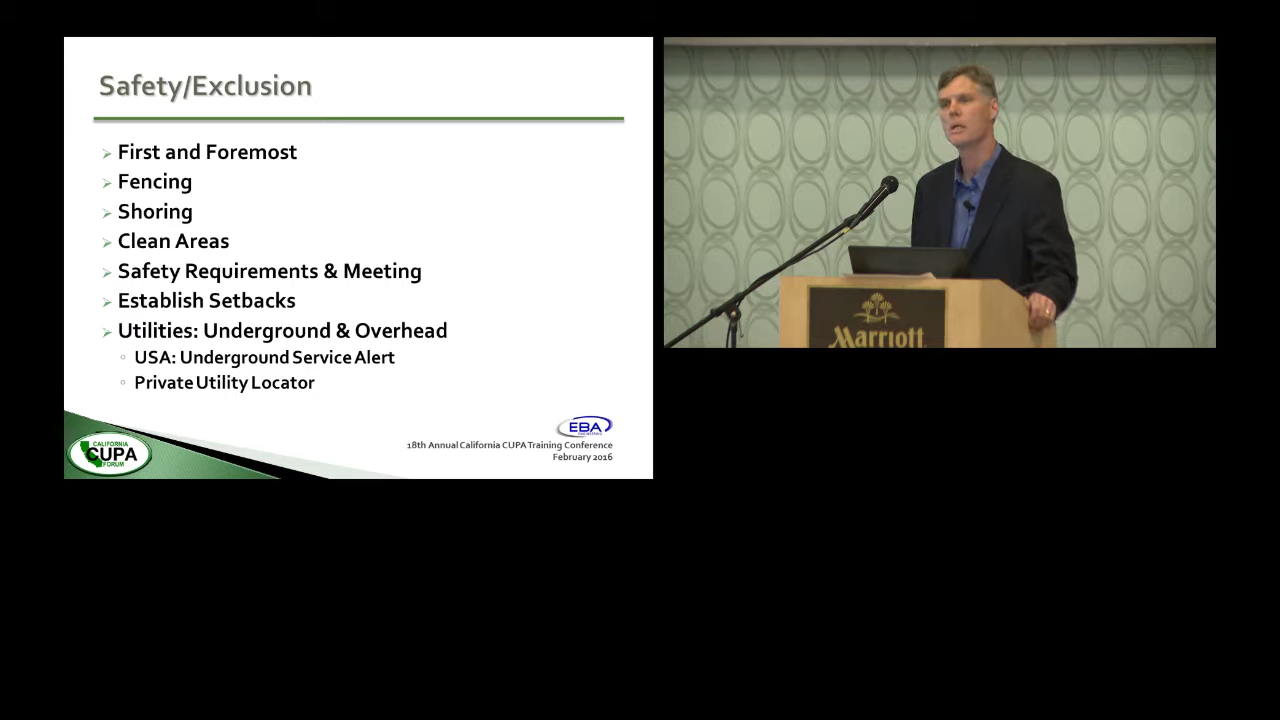 Safety/Exclusion
First and Foremost
Fencing
Shoring
Clean Areas
Safety Requirements & Meeting
Establish Setbacks
Utilities: Underground & Overhead
USA: Underground Service Alert
Private Utility Locator
CALIFORNIA
CUPA
FORUM
EBA
18th Annual California CUPA Training Conference
February 2016
Marriott